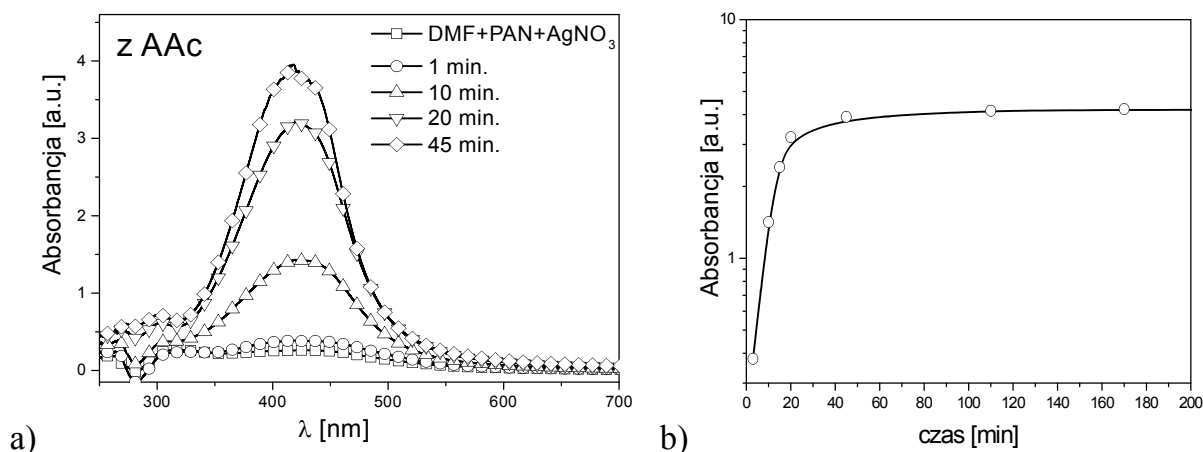 z AAc
DMF+PAN+AgNO₃
1 min.
10 min.
20 min.
45 min.
Absorbancja [a.u.]
4
3
2
1
0
300 400 500 600 700
λ [nm]
a)
Absorbancja [a.u.]
10
1
0 20 40 60 80 100 120 140 160 180 200
czas [min]
b)